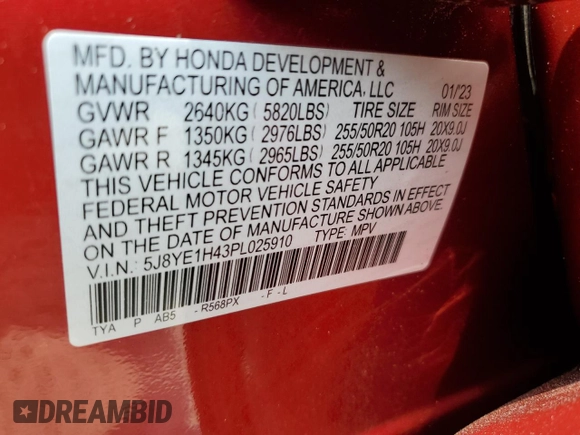 MFD. BY HONDA DEVELOPMENT &
MANUFACTURING OF AMERICA, LLC 01/'23
GVWR 2640KG ( 5820LBS) TIRE SIZE RIM SIZE
GAWR F 1350KG ( 2976LBS) 255/50R20 105H 20X9.0J
GAWR R 1345KG ( 2965LBS) 255/50R20 105H 20X9.0J
THIS VEHICLE CONFORMS TO ALL APPLICABLE
FEDERAL MOTOR VEHICLE SAFETY
AND THEFT PREVENTION STANDARDS IN EFFECT
ON THE DATE OF MANUFACTURE SHOWN ABOVE.
V.I.N.: 5J8YE1H43PL025910 TYPE: MPV
TYA P AB5 - R568PX - F - L
DREAMBID